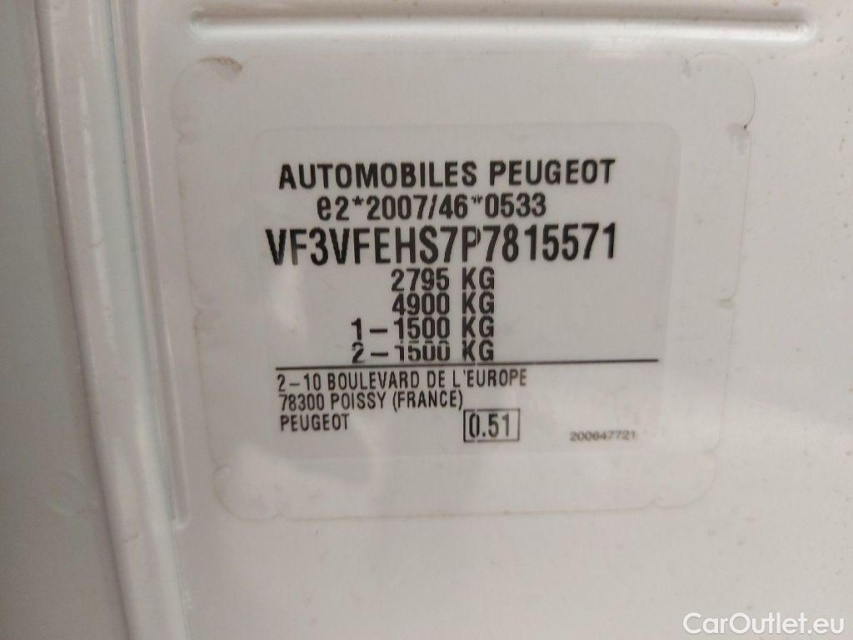 AUTOMOBILES PEUGEOT
e2*2007/46*0533
VF3VFEHS7P7815571
2795 KG
4900 KG
1-1500 KG
2-1500 KG
2-10 BOULEVARD DE L'EUROPE
78300 POISSY (FRANCE)
PEUGEOT
0.51
200647721
CarOutlet.eu